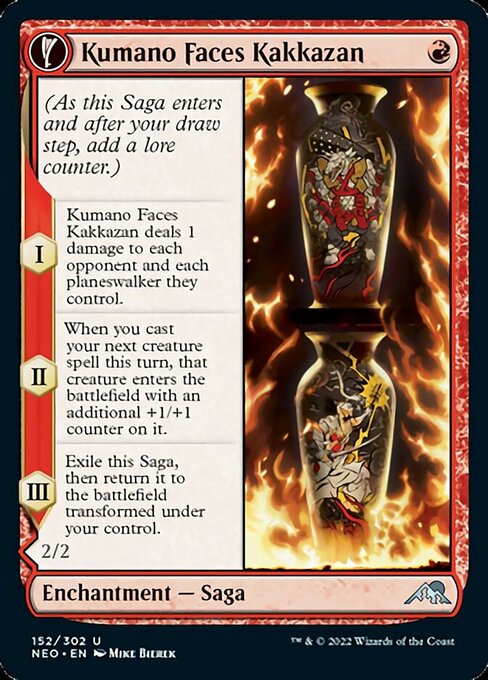 Kumano Faces Kakkazan
(As this Saga enters
and after your draw
step, add a lore
counter.)
I
Kumano Faces
Kakkazan deals 1
damage to each
opponent and each
planeswalker they
control.
II
When you cast
your next creature
spell this turn, that
creature enters the
battlefield with an
additional +1/+1
counter on it.
III
Exile this Saga,
then return it to
the battlefield
transformed under
your control.
2/2
Enchantment — Saga
152/302 U
NEO • EN Mike Bierek
™ & © 2022 Wizards of the Coast